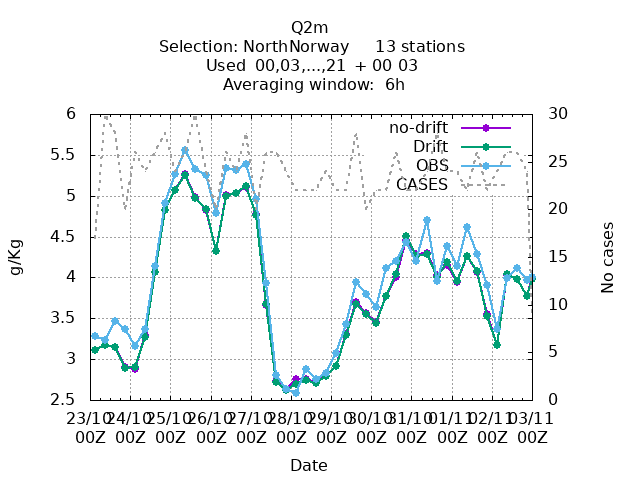 Q2m
Selection: NorthNorway 13 stations
Used 00,03,...,21 + 00 03
Averaging window: 6h
6
5.5
5
4.5
4
3.5
3
2.5
30
25
20
15
10
5
0
no-drift
Drift
OBS
CASES
g/Kg
No cases
23/10 24/10 25/10 26/10 27/10 28/10 29/10 30/10 31/10 01/11 02/11 03/11
00Z 00Z 00Z 00Z 00Z 00Z 00Z 00Z 00Z 00Z 00Z 00Z
Date